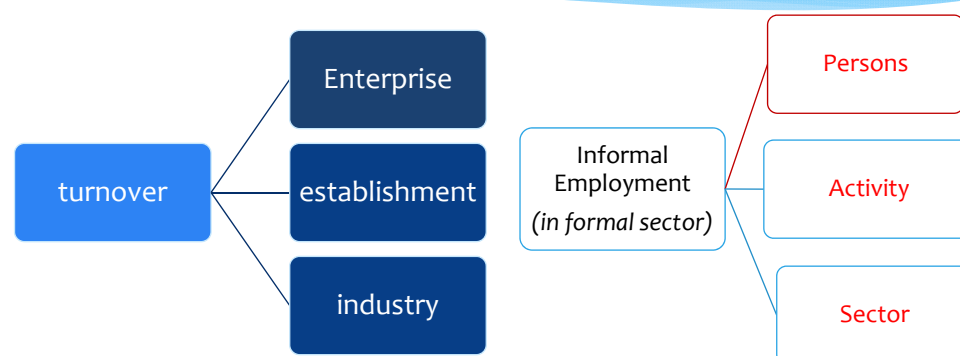 turnover
Enterprise
establishment
industry
Informal
Employment
(in formal sector)
Persons
Activity
Sector